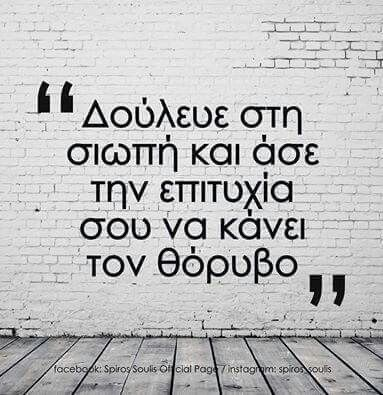 “ Δούλευε στη
σιωπή και άσε
την επιτυχία
σου να κάνει
τον θόρυβο ”
facebook: Spiros Soulis Official Page / instagram: spiros_soulis